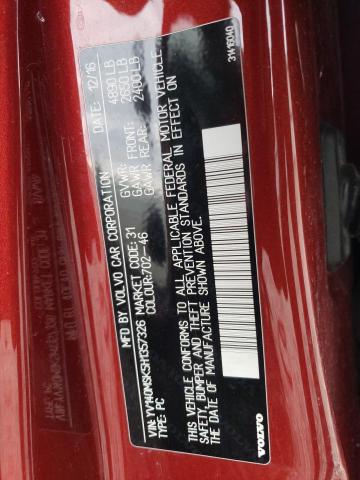 MFD BY VOLVO CAR CORPORATION DATE: 12/16
GVWR: 4890 LB
GAWR FRONT: 2650 LB
GAWR REAR: 2400 LB
MARKET CODE: 31
TYPE: PC COLOUR: 702-46
THIS VEHICLE CONFORMS TO ALL APPLICABLE FEDERAL MOTOR VEHICLE
SAFETY, BUMPER AND THEFT PREVENTION STANDARDS IN EFFECT ON
THE DATE OF MANUFACTURE SHOWN ABOVE.
VOLVO
31419040